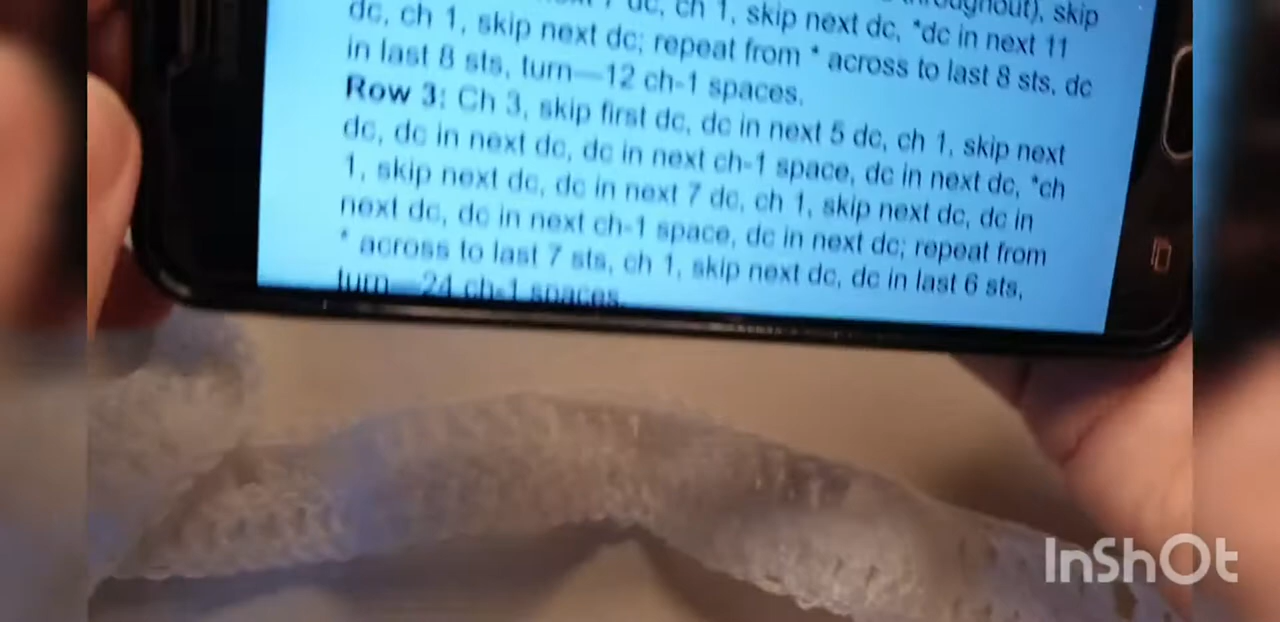 dc, ch 1, skip next dc, *dc in next 11
dc, ch 1, skip next dc; repeat from * across to last 8 sts, dc
in last 8 sts, turn—12 ch-1 spaces.
Row 3: Ch 3, skip first dc, dc in next 5 dc, ch 1, skip next
dc, dc in next dc, dc in next ch-1 space, dc in next dc, *ch
1, skip next dc, dc in next 7 dc, ch 1, skip next dc, dc in
next dc, dc in next ch-1 space, dc in next dc; repeat from
* across to last 7 sts, ch 1, skip next dc, dc in last 6 sts,
turn—24 ch-1 spaces.
InShOt